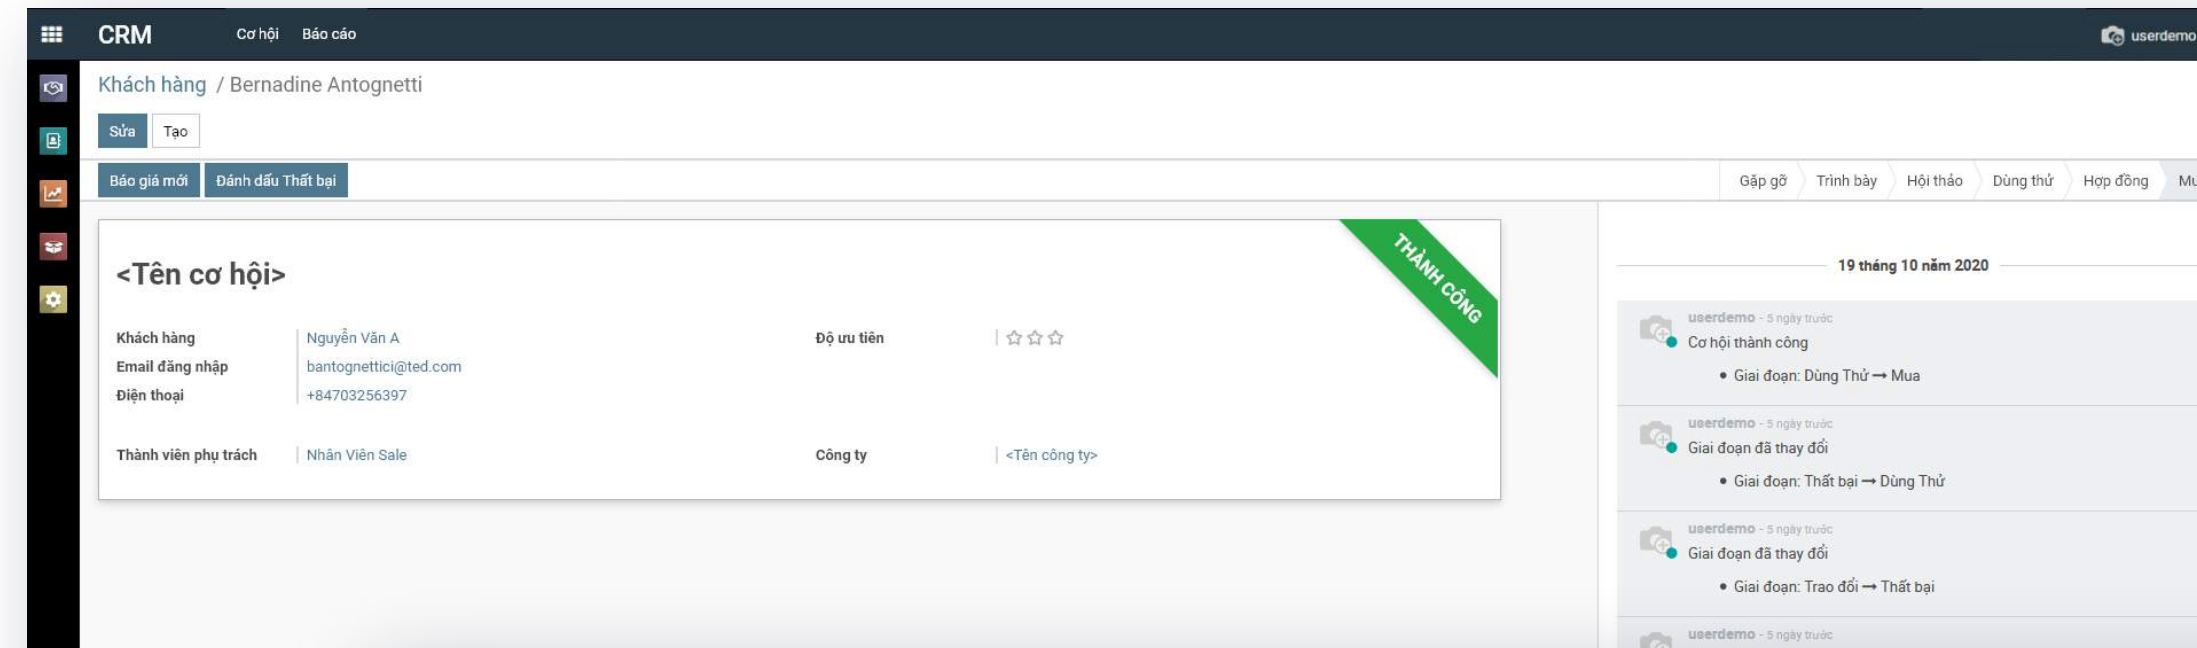 CRM Cơ hội Báo cáo userdemo
Khách hàng / Bernadine Antognetti
Sửa Tạo
Báo giá mới Đánh dấu Thất bại Gặp gỡ Trình bày Hội thảo Dùng thử Hợp đồng
THÀNH CÔNG
<Tên cơ hội>
Khách hàng Nguyễn Văn A Độ ưu tiên
Email đăng nhập bantognettici@ted.com
Điện thoại +84703256397
Thành viên phụ trách Nhân Viên Sale Công ty <Tên công ty>
19 tháng 10 năm 2020
userdemo - 5 ngày trước
Cơ hội thành công
• Giai đoạn: Dùng Thử → Mua
userdemo - 5 ngày trước
Giai đoạn đã thay đổi
• Giai đoạn: Thất bại → Dùng Thử
userdemo - 5 ngày trước
Giai đoạn đã thay đổi
• Giai đoạn: Trao đổi → Thất bại
userdemo - 5 ngày trước